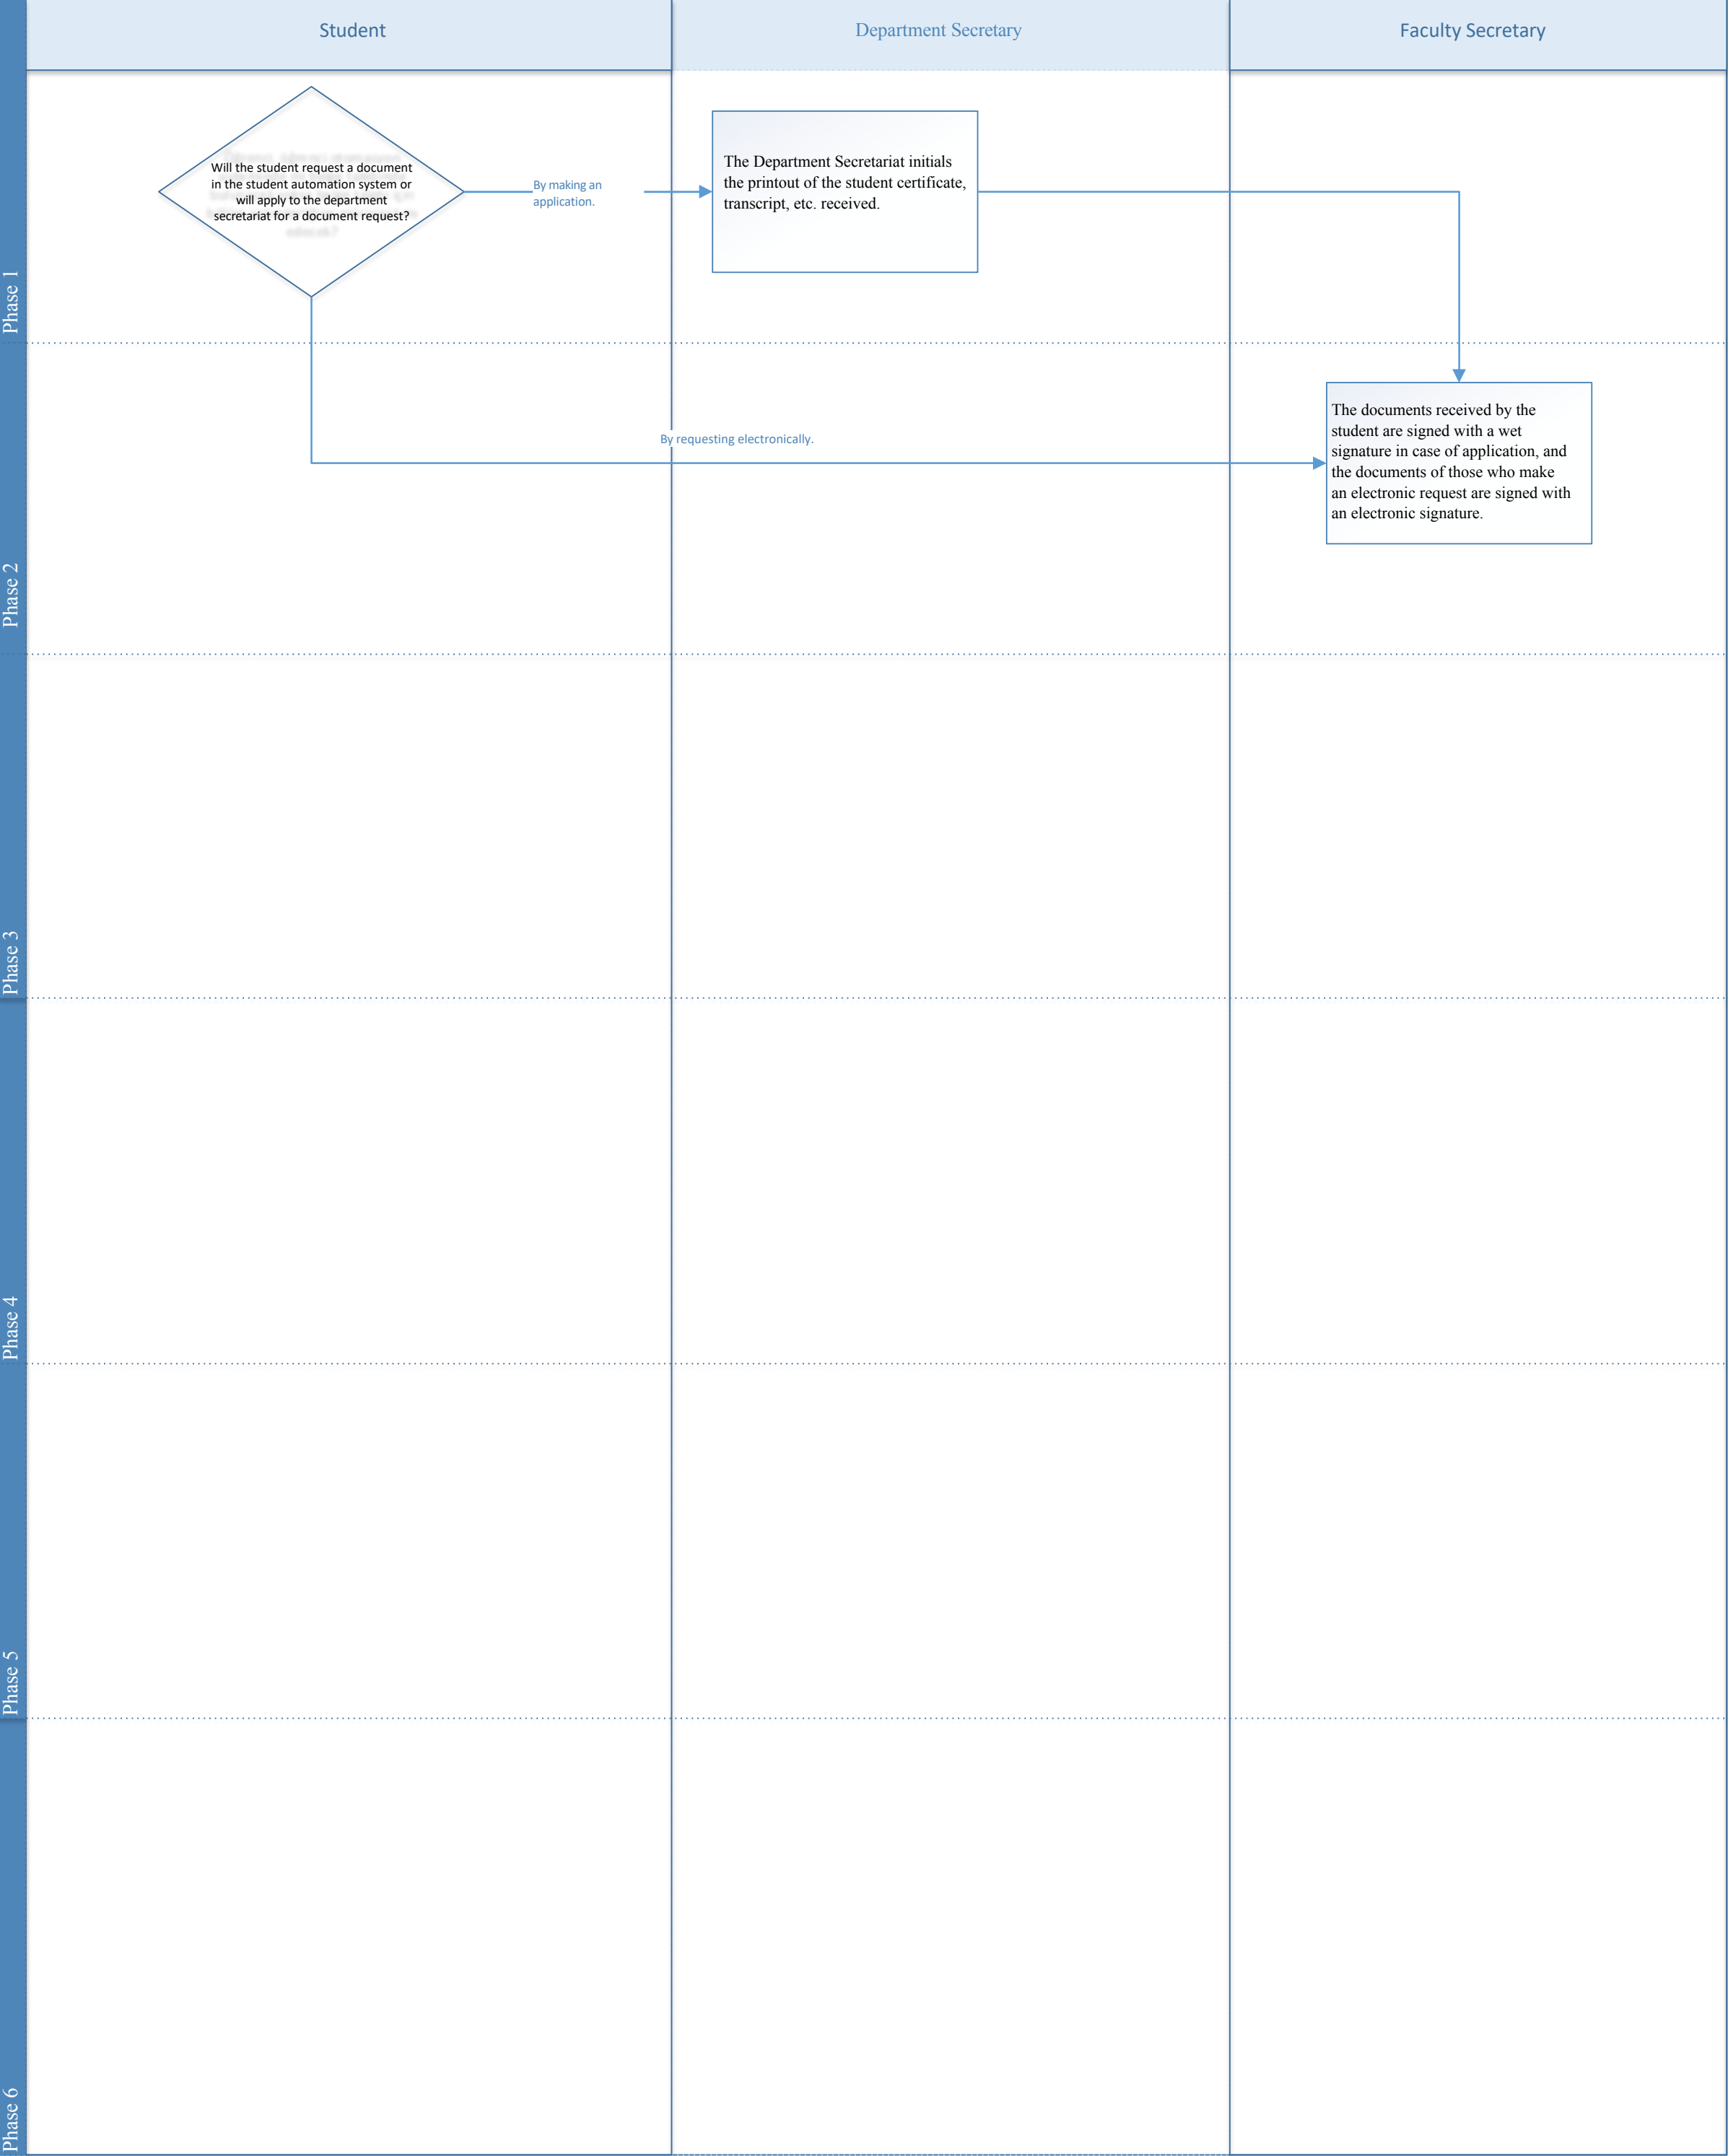 Student
Department Secretary
Faculty Secretary
Phase 1
Will the student request a document
in the student automation system or
will apply to the department
secretariat for a document request?
By making an
application.
The Department Secretariat initials
the printout of the student certificate,
transcript, etc. received.
Phase 2
By requesting electronically.
The documents received by the
student are signed with a wet
signature in case of application, and
the documents of those who make
an electronic request are signed with
an electronic signature.
Phase 3
Phase 4
Phase 5
Phase 6